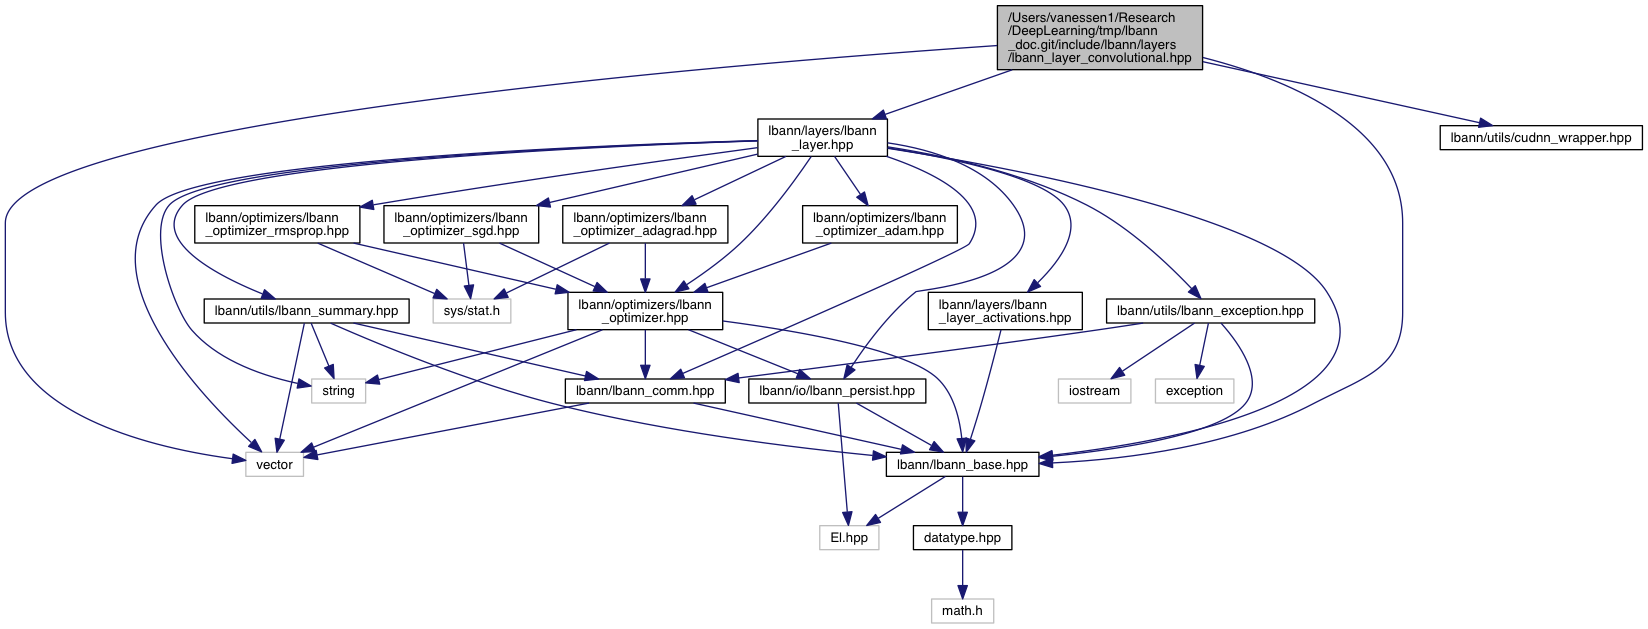 /Users/vanessen1/Research
/DeepLearning/tmp/lbann
_doc.git/include/lbann/layers
/lbann_layer_convolutional.hpp
lbann/layers/lbann
_layer.hpp
lbann/utils/cudnn_wrapper.hpp
lbann/optimizers/lbann
_optimizer_rmsprop.hpp
lbann/optimizers/lbann
_optimizer_sgd.hpp
lbann/optimizers/lbann
_optimizer_adagrad.hpp
lbann/optimizers/lbann
_optimizer_adam.hpp
lbann/utils/lbann_summary.hpp
sys/stat.h
lbann/optimizers/lbann
_optimizer.hpp
lbann/layers/lbann
_layer_activations.hpp
lbann/utils/lbann_exception.hpp
string
lbann/lbann_comm.hpp
lbann/io/lbann_persist.hpp
iostream
exception
vector
lbann/lbann_base.hpp
El.hpp
datatype.hpp
math.h